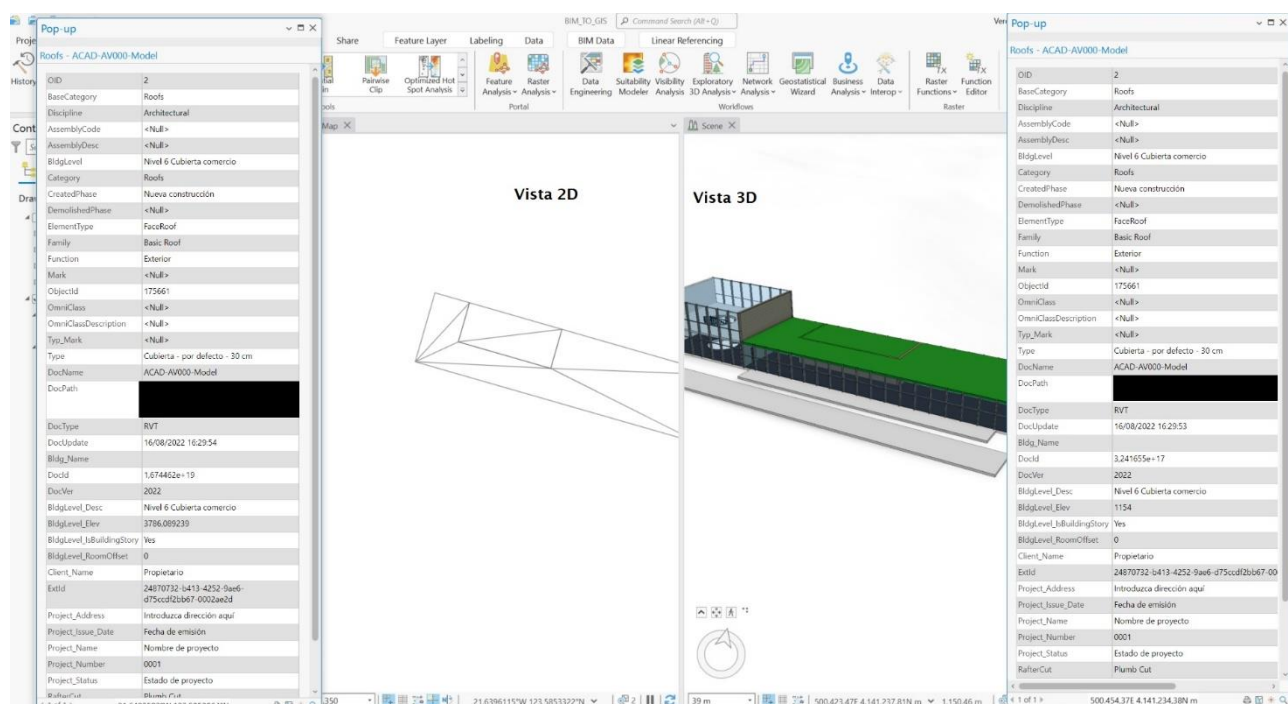 BIM_TO_GIS
Command Search (Alt+Q)
Share
Feature Layer
Labeling
Data
BIM Data
Linear Referencing
History
Pairwise Clip
Optimized Hot Spot Analysis
Feature Analysis
Raster Analysis
Portal
Data Engineering
Suitability Modeler
Visibility Analysis
Exploratory 3D Analysis
Network Analysis
Geostatistical Wizard
Business Analysis
Data Interop
Workflows
Raster Functions
Function Editor
Raster
Map
Scene
Vista 2D
Vista 3D
Pop-up
Roofs - ACAD-AV000-Model
OID 2
BaseCategory Roofs
Discipline Architectural
AssemblyCode <Null>
AssemblyDesc <Null>
BldgLevel Nivel 6 Cubierta comercio
Category Roofs
CreatedPhase Nueva construcción
DemolishedPhase <Null>
ElementType FaceRoof
Family Basic Roof
Function Exterior
Mark <Null>
ObjectId 175661
OmniClass <Null>
OmniClassDescription <Null>
Typ_Mark <Null>
Type Cubierta - por defecto - 30 cm
DocName ACAD-AV000-Model
DocPath
DocType RVT
DocUpdate 16/08/2022 16:29:54
Bldg_Name
DocId 1,674462e+19
DocVer 2022
BldgLevel_Desc Nivel 6 Cubierta comercio
BldgLevel_Elev 3786.089239
BldgLevel_IsBuildingStory Yes
BldgLevel_RoomOffset 0
Client_Name Propietario
ExtId 24870732-b413-4252-9ae6-
d75ccdf2bb67-0002ae2d
Project_Address Introduzca dirección aquí
Project_Issue_Date Fecha de emisión
Project_Name Nombre de proyecto
Project_Number 0001
Project_Status Estado de proyecto
RafterCut Plumb Cut
21,6396115°W 123,5853322°N
2
39 m
500.423,47E 4.141.237,81N m
1.150,46 m
Pop-up
Roofs - ACAD-AV000-Model
OID 2
BaseCategory Roofs
Discipline Architectural
AssemblyCode <Null>
AssemblyDesc <Null>
BldgLevel Nivel 6 Cubierta comercio
Category Roofs
CreatedPhase Nueva construcción
DemolishedPhase <Null>
ElementType FaceRoof
Family Basic Roof
Function Exterior
Mark <Null>
ObjectId 175661
OmniClass <Null>
OmniClassDescription <Null>
Typ_Mark <Null>
Type Cubierta - por defecto - 30 cm
DocName ACAD-AV000-Model
DocPath
DocType RVT
DocUpdate 16/08/2022 16:29:53
Bldg_Name
DocId 3,241655e+17
DocVer 2022
BldgLevel_Desc Nivel 6 Cubierta comercio
BldgLevel_Elev 1154
BldgLevel_IsBuildingStory Yes
BldgLevel_RoomOffset 0
Client_Name Propietario
ExtId 24870732-b413-4252-9ae6-d75ccdf2bb67-00
Project_Address Introduzca dirección aquí
Project_Issue_Date Fecha de emisión
Project_Name Nombre de proyecto
Project_Number 0001
Project_Status Estado de proyecto
RafterCut Plumb Cut
1 of 1
500.454,37E 4.141.234,38N m